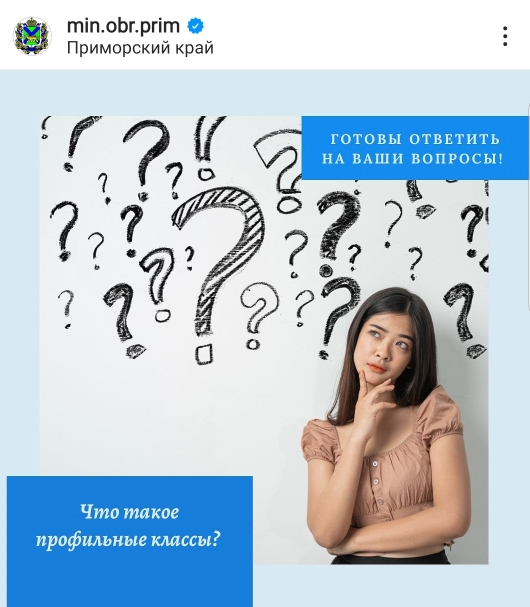 min.obr.prim
Приморский край
ГОТОВЫ ОТВЕТИТЬ
НА ВАШИ ВОПРОСЫ!
Что такое
профильные классы?